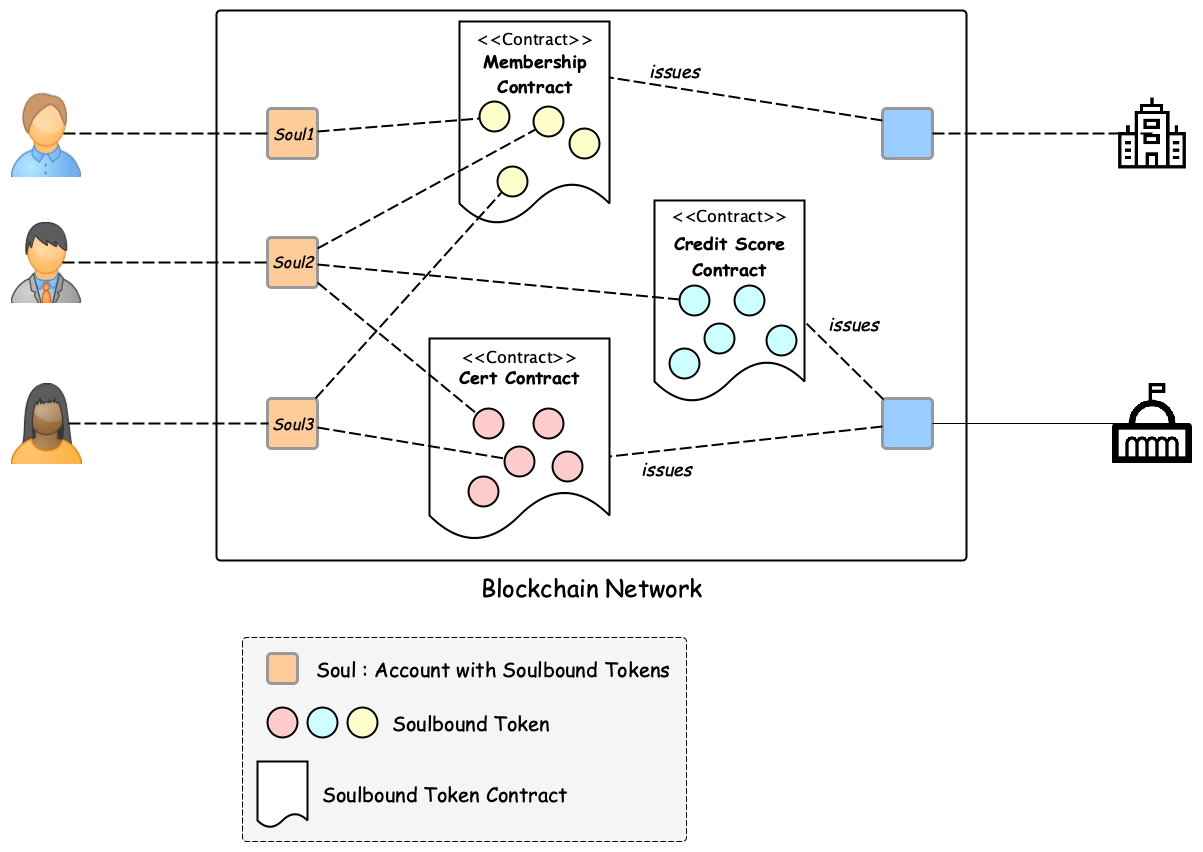 <<Contract>>
Membership
Contract
issues
Soul1
<<Contract>>
Credit Score
Contract
Soul2
issues
<<Contract>>
Cert Contract
Soul3
issues
Blockchain Network
Soul : Account with Soulbound Tokens
Soulbound Token
Soulbound Token Contract